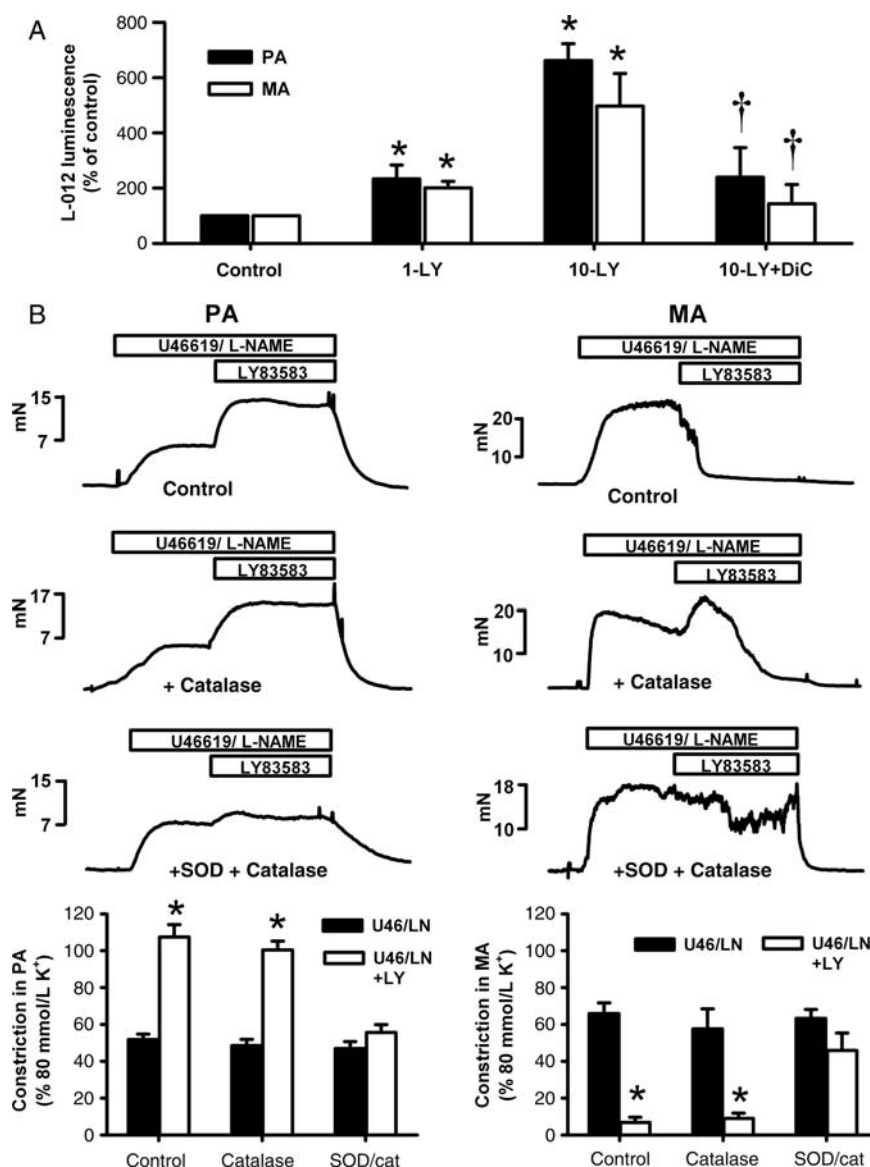 A
800
600
400
200
0
L-012 luminescence
(% of control)
PA
MA
* * * * † †
Control 1-LY 10-LY 10-LY+DiC
B
PA
U46619/ L-NAME
LY83583
15
7
mN
Control
U46619/ L-NAME
LY83583
17
7
mN
+ Catalase
U46619/ L-NAME
LY83583
15
7
mN
+SOD + Catalase
MA
U46619/ L-NAME
LY83583
20
10
mN
Control
U46619/ L-NAME
LY83583
20
10
mN
+ Catalase
U46619/ L-NAME
LY83583
18
10
mN
+SOD + Catalase
120
100
80
60
40
20
0
Constriction in PA
(% 80 mmol/L K+)
* *
U46/LN
U46/LN
+LY
Control Catalase SOD/cat
120
100
80
60
40
20
0
Constriction in MA
(% 80 mmol/L K+)
U46/LN U46/LN
+LY
* *
Control Catalase SOD/cat